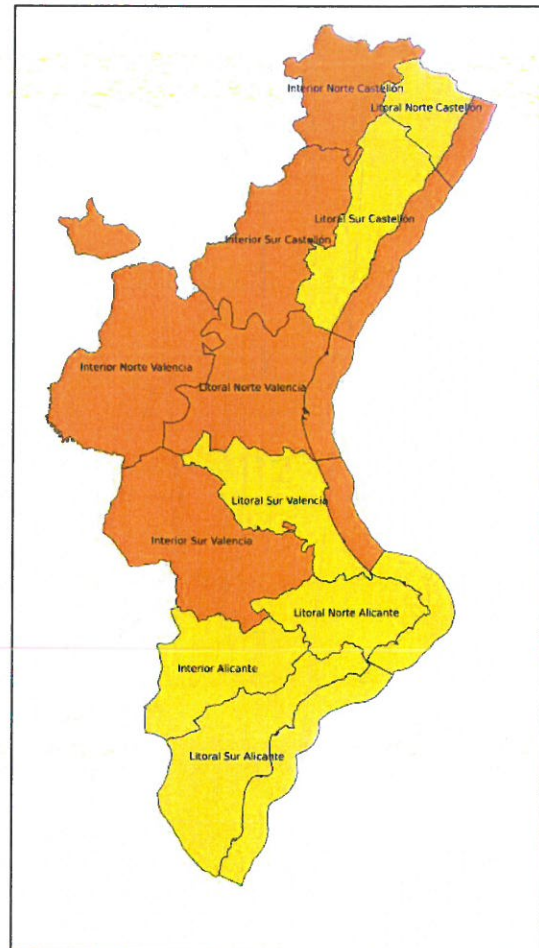 Interior Norte Castellón
Litoral Norte Castellón
Litoral Sur Castellón
Interior Sur Castellón
Interior Norte Valencia
Litoral Norte Valencia
Litoral Sur Valencia
Interior Sur Valencia
Litoral Norte Alicante
Interior Alicante
Litoral Sur Alicante